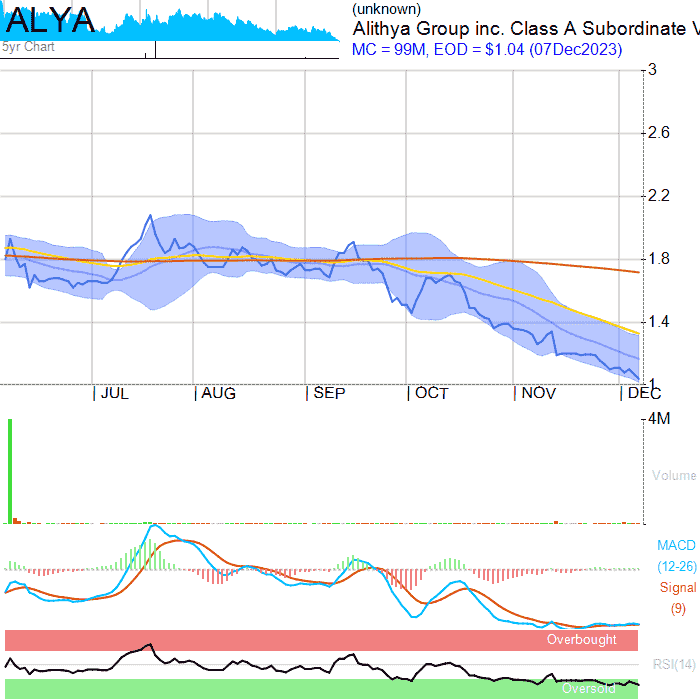 ALYA
5yr Chart
(unknown)
Alithya Group inc. Class A Subordinate V
MC = 99M, EOD = $1.04 (07Dec2023)
3
2.6
2.2
1.8
1.4
1
JUL AUG SEP OCT NOV DEC
4M
Volume
MACD
(12-26)
Signal
(9)
Overbought
RSI(14)
Oversold